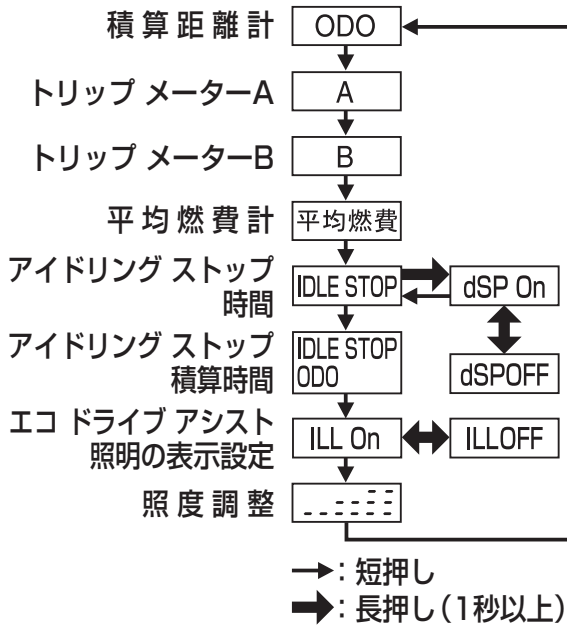 積算距離計 ODO
トリップ メーターA A
トリップ メーターB B
平均燃費計 平均燃費
アイドリング ストップ
時間
IDLE STOP dSP On
アイドリング ストップ
積算時間
IDLE STOP
ODO
dSPOFF
エコ ドライブ アシスト
照明の表示設定
ILL On ILLOFF
照度調整
：短押し
：長押し（1秒以上）